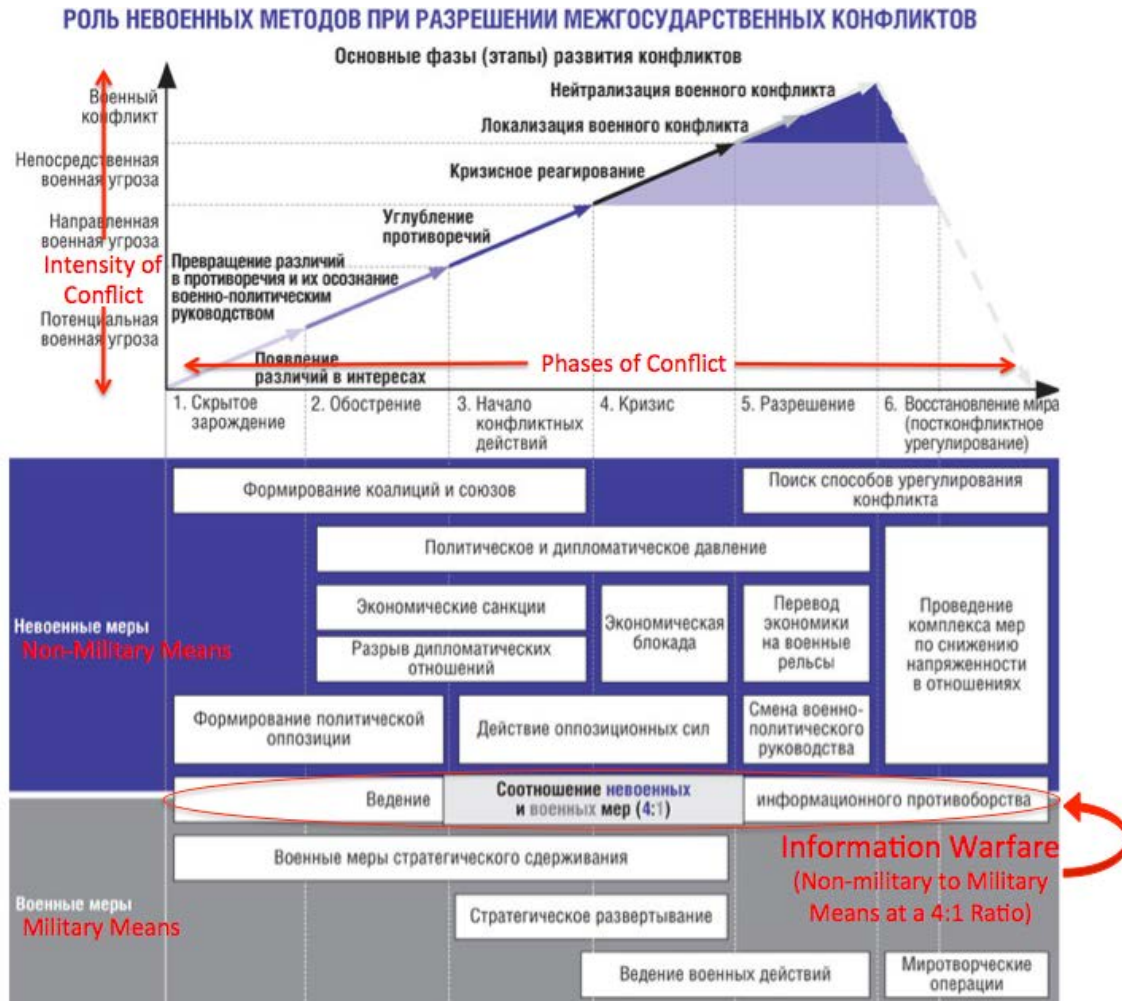 РОЛЬ НЕВОЕННЫХ МЕТОДОВ ПРИ РАЗРЕШЕНИИ МЕЖГОСУДАРСТВЕННЫХ КОНФЛИКТОВ
Основные фазы (этапы) развития конфликтов
Военный
конфликт
Непосредственная
военная угроза
Направленная
военная угроза
Intensity of
Conflict
Потенциальная
военная угроза
Нейтрализация военного конфликта
Локализация военного конфликта
Кризисное реагирование
Углубление
противоречий
Превращение различий
в противоречия и их осознание
военно-политическим
руководством
Появление
различий в интересах
Phases of Conflict
1. Скрытое
зарождение
2. Обострение
3. Начало
конфликтных
действий
4. Кризис
5. Разрешение
6. Восстановление мира
(постконфликтное
урегулирование)
Невоенные меры
Non-Military Means
Формирование коалиций и союзов
Поиск способов урегулирования
конфликта
Политическое и дипломатическое давление
Экономические санкции
Разрыв дипломатических
отношений
Экономическая
блокада
Перевод
экономики
на военные
рельсы
Проведение
комплекса мер
по снижению
напряженности
в отношениях
Формирование политической
оппозиции
Действие оппозиционных сил
Смена военно-
политического
руководства
Ведение
Соотношение невоенных
и военных мер (4:1)
информационного противоборства
Information Warfare
(Non-military to Military
Means at a 4:1 Ratio)
Военные меры
Military Means
Военные меры стратегического сдерживания
Стратегическое развертывание
Ведение военных действий
Миротворческие
операции